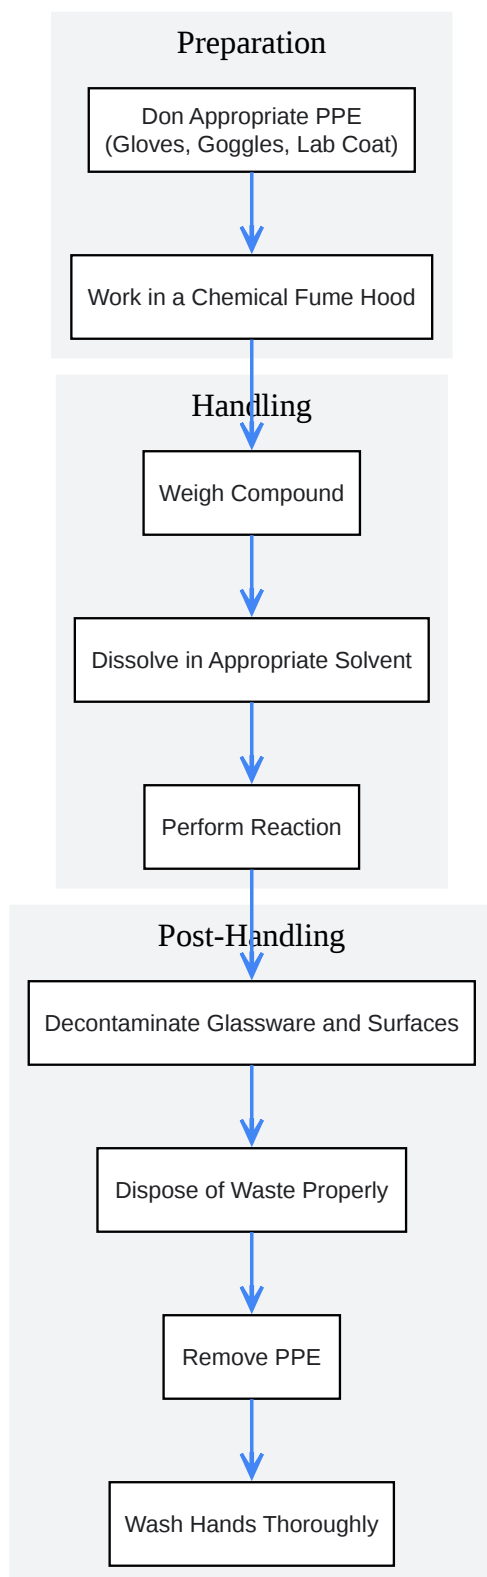 Preparation
Don Appropriate PPE
(Gloves, Goggles, Lab Coat)
Work in a Chemical Fume Hood
Handling
Weigh Compound
Dissolve in Appropriate Solvent
Perform Reaction
Post-Handling
Decontaminate Glassware and Surfaces
Dispose of Waste Properly
Remove PPE
Wash Hands Thoroughly